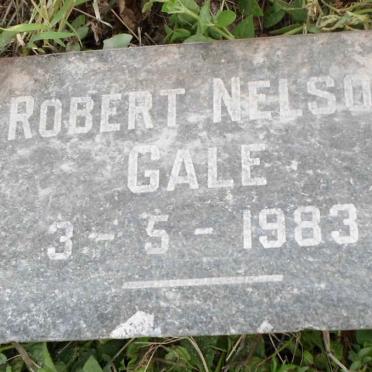 ROBERT NELSO
GALE
3-5-1983